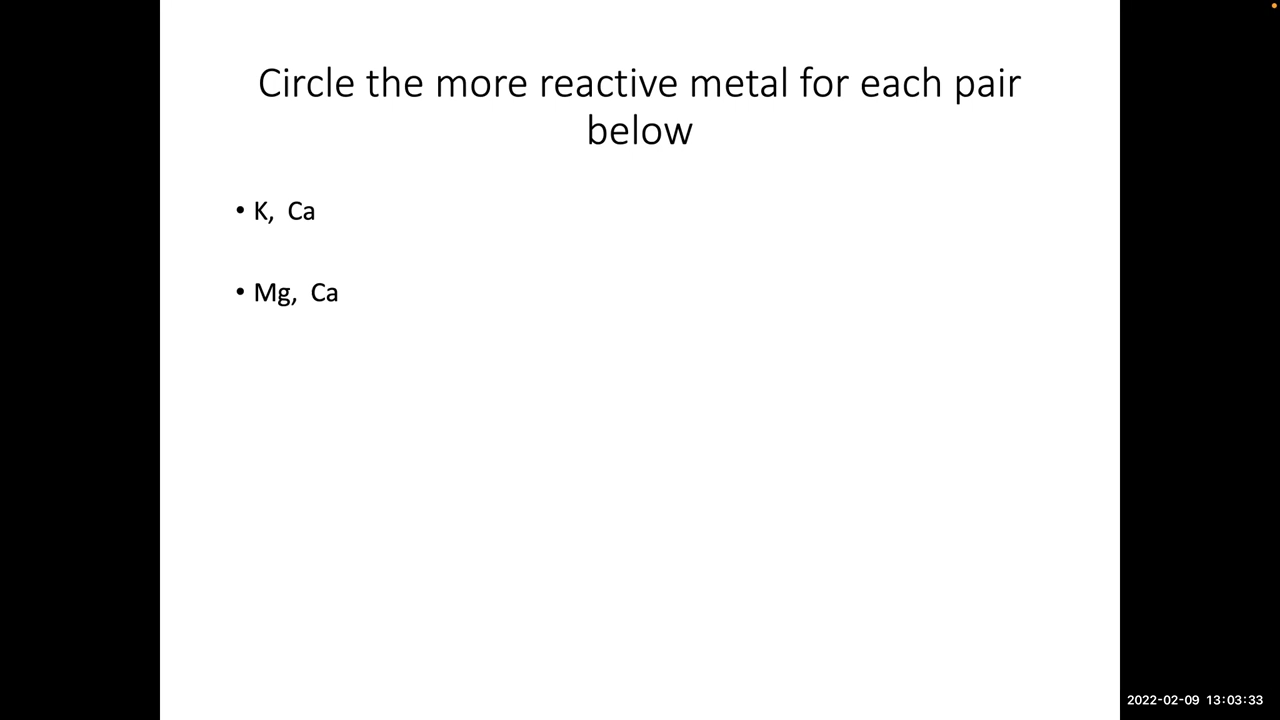 Circle the more reactive metal for each pair
below
• K, Ca
• Mg, Ca
2022-02-09 13:03:33